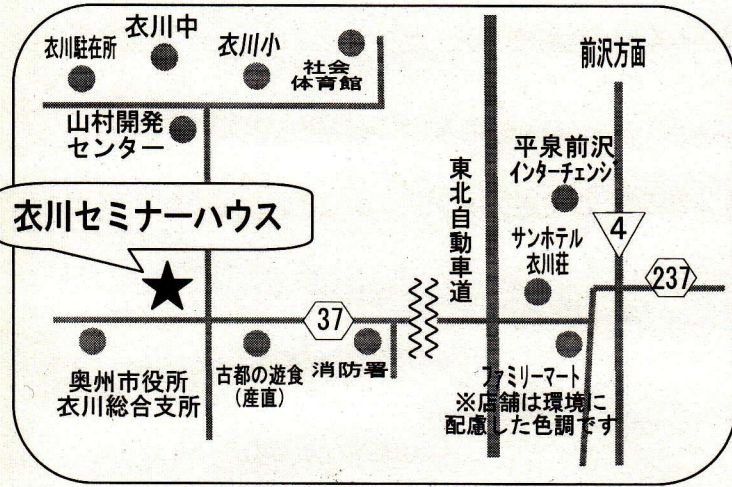 衣川駐在所
衣川中
衣川小
社会
体育館
山村開発
センター
衣川セミナーハウス
37
奥州市役所
衣川総合支所
古都の遊食
(産直)
消防署
東北自動車道
前沢方面
平泉前沢
インターチェンジ
サンホテル
衣川荘
4
237
ファミリーマート
※店舗は環境に
配慮した色調です